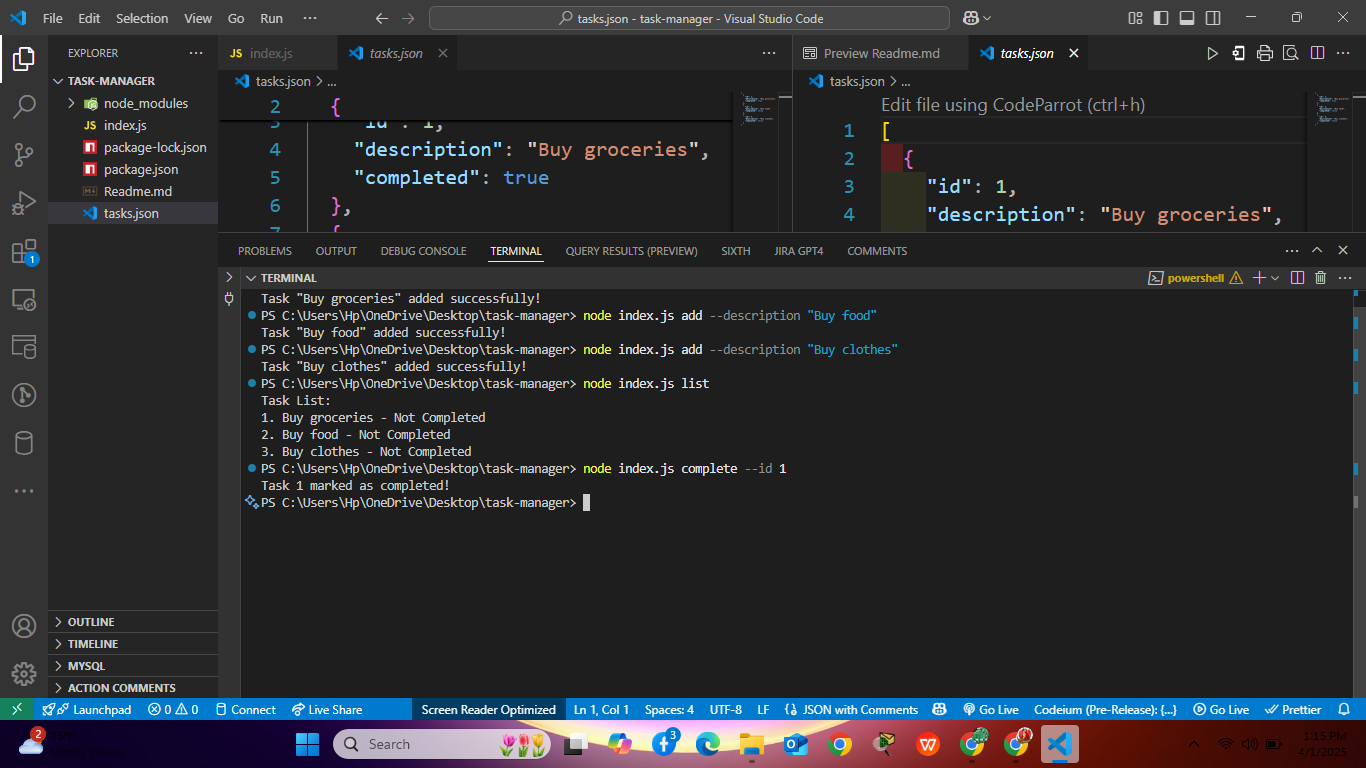 File Edit Selection View Go Run ··· tasks.json - task-manager - Visual Studio Code
EXPLORER
TASK-MANAGER
node_modules
JS index.js
package-lock.json
package.json
Readme.md
tasks.json
OUTLINE
TIMELINE
MYSQL
ACTION COMMENTS
1
JS index.js
tasks.json
tasks.json > ...
2 {
3 "id": 1,
4 "description": "Buy groceries",
5 "completed": true
6 },
7 {
Preview Readme.md
tasks.json
tasks.json > ...
Edit file using CodeParrot (ctrl+h)
1 [
2 {
3 "id": 1,
4 "description": "Buy groceries",
PROBLEMS OUTPUT DEBUG CONSOLE TERMINAL QUERY RESULTS (PREVIEW) SIXTH JIRA GPT4 COMMENTS
TERMINAL
powershell
Task "Buy groceries" added successfully!
PS C:\Users\Hp\OneDrive\Desktop\task-manager> node index.js add --description "Buy food"
Task "Buy food" added successfully!
PS C:\Users\Hp\OneDrive\Desktop\task-manager> node index.js add --description "Buy clothes"
Task "Buy clothes" added successfully!
PS C:\Users\Hp\OneDrive\Desktop\task-manager> node index.js list
Task List:
1. Buy groceries - Not Completed
2. Buy food - Not Completed
3. Buy clothes - Not Completed
PS C:\Users\Hp\OneDrive\Desktop\task-manager> node index.js complete --id 1
Task 1 marked as completed!
PS C:\Users\Hp\OneDrive\Desktop\task-manager>
Launchpad 0 0 Connect Live Share Screen Reader Optimized Ln 1, Col 1 Spaces: 4 UTF-8 LF {} JSON with Comments Go Live Codeium (Pre-Release): {...} Go Live Prettier
2
Search
3
1:15 PM
4/1/2025